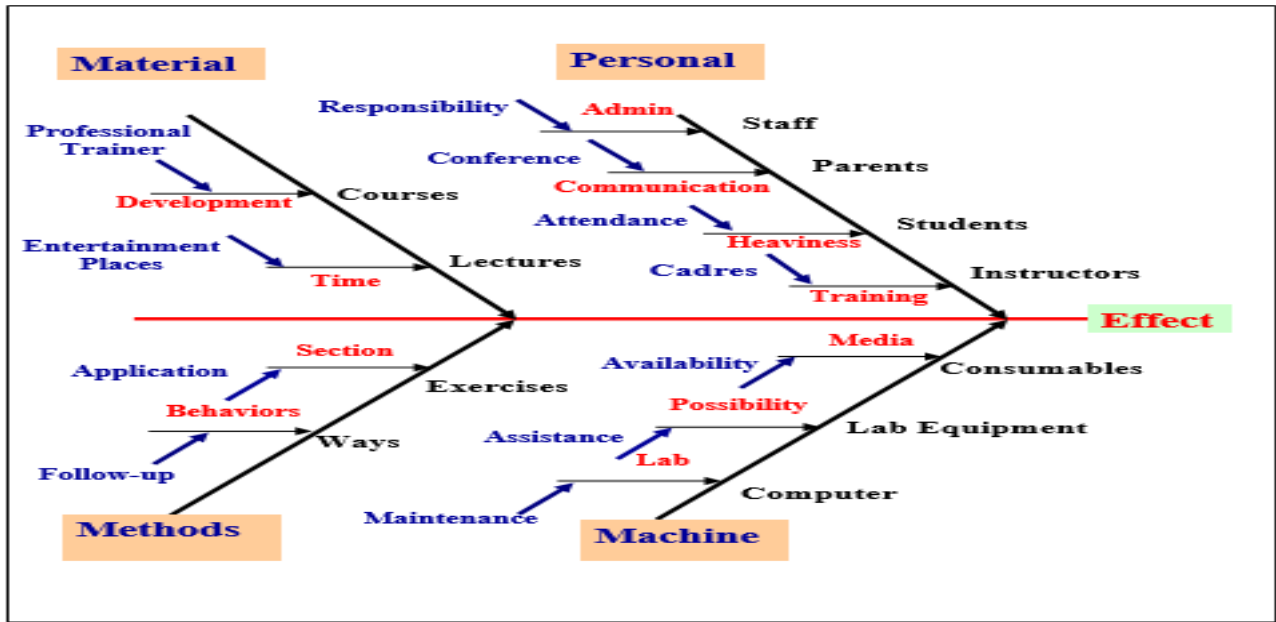 Material
Professional
Trainer
Development
Courses
Entertainment
Places
Time
Lectures
Personal
Responsibility
Admin
Staff
Conference
Communication
Parents
Attendance
Heaviness
Students
Cadres
Training
Instructors
Effect
Section
Application
Exercises
Behaviors
Ways
Follow-up
Methods
Media
Availability
Consumables
Possibility
Assistance
Lab Equipment
Lab
Computer
Maintenance
Machine